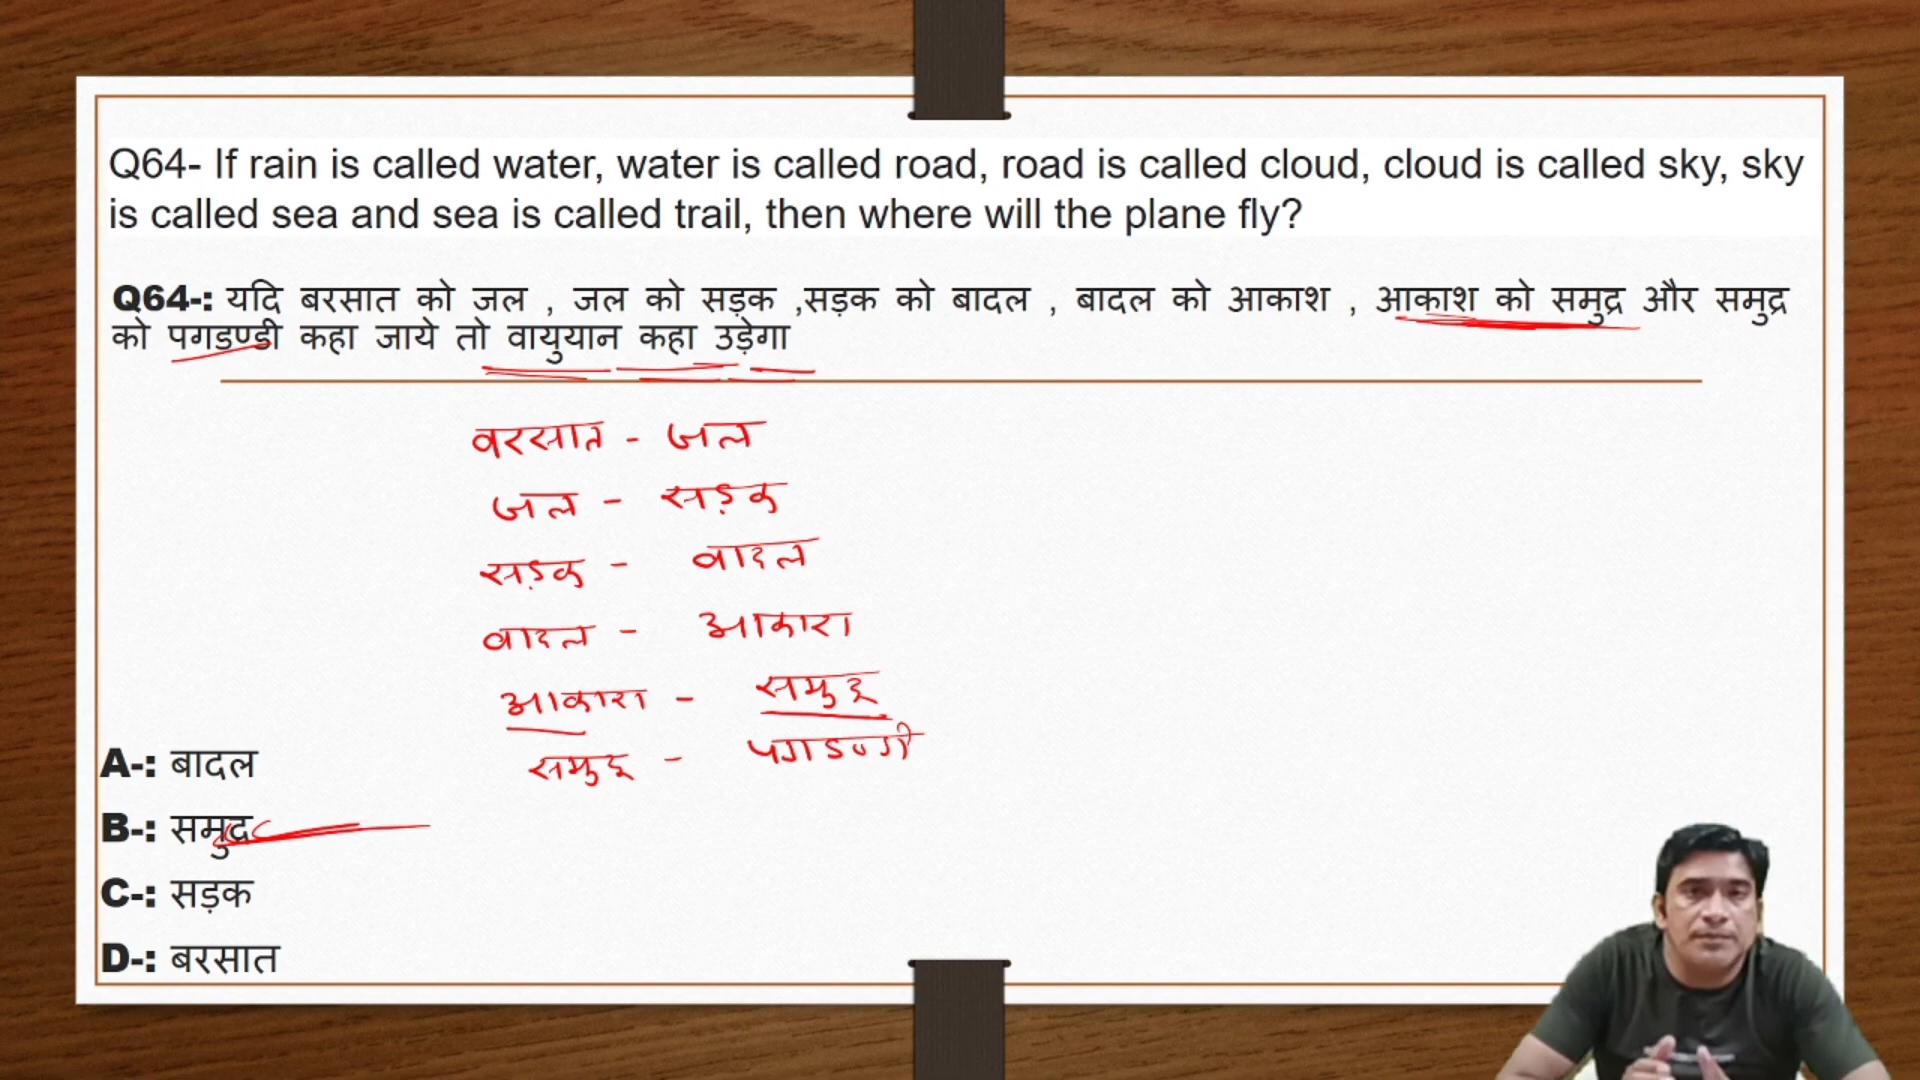 Q64- If rain is called water, water is called road, road is called cloud, cloud is called sky, sky
is called sea and sea is called trail, then where will the plane fly?
Q64-: यदि बरसात को जल , जल को सड़क ,सड़क को बादल , बादल को आकाश , आकाश को समुद्र और समुद्र
को पगडण्डी कहा जाये तो वायुयान कहा उड़ेगा
वरसात - जल
जल - सड़क
सड़क - वादल
वादल - आकाश
आकाश - समुद्र
समुद्र - पगडण्डी
A-: बादल
B-: समुद्र
C-: सड़क
D-: बरसात